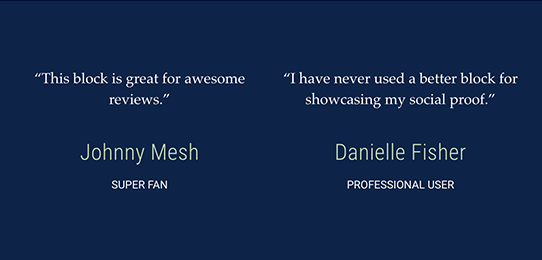 “This block is great for awesome
reviews.”
Johnny Mesh
SUPER FAN
“I have never used a better block for
showcasing my social proof.”
Danielle Fisher
PROFESSIONAL USER